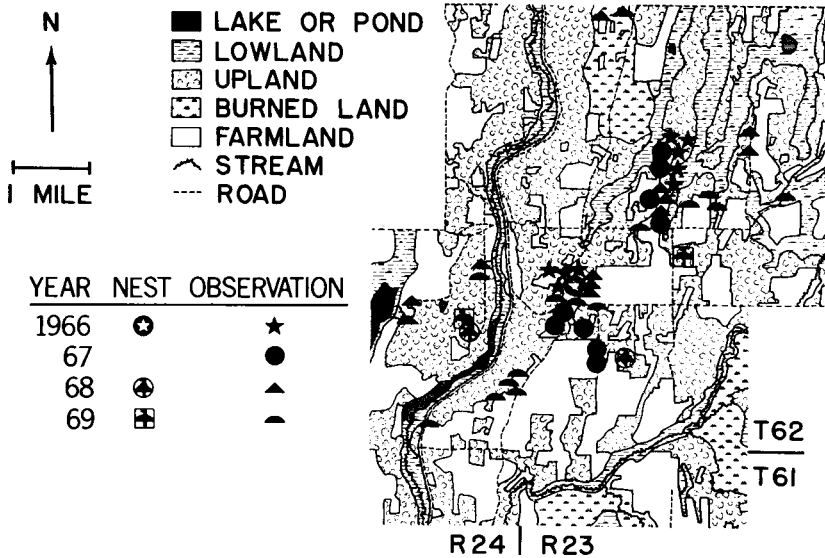 N
1 MILE
LAKE OR POND
LOWLAND
UPLAND
BURNED LAND
FARMLAND
STREAM
ROAD
YEAR NEST OBSERVATION
1966
67
68
69
T62
T61
R24 R23